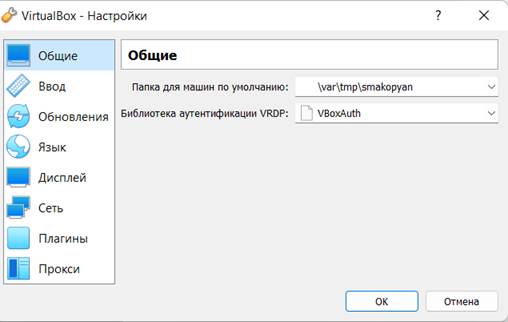 VirtualBox - Настройки
?
Общие
Ввод
Обновления
Язык
Дисплей
Сеть
Плагины
Прокси
Общие
Папка для машин по умолчанию: \var\tmp\smakopyan
Библиотека аутентификации VRDP: VBoxAuth
ОК Отмена